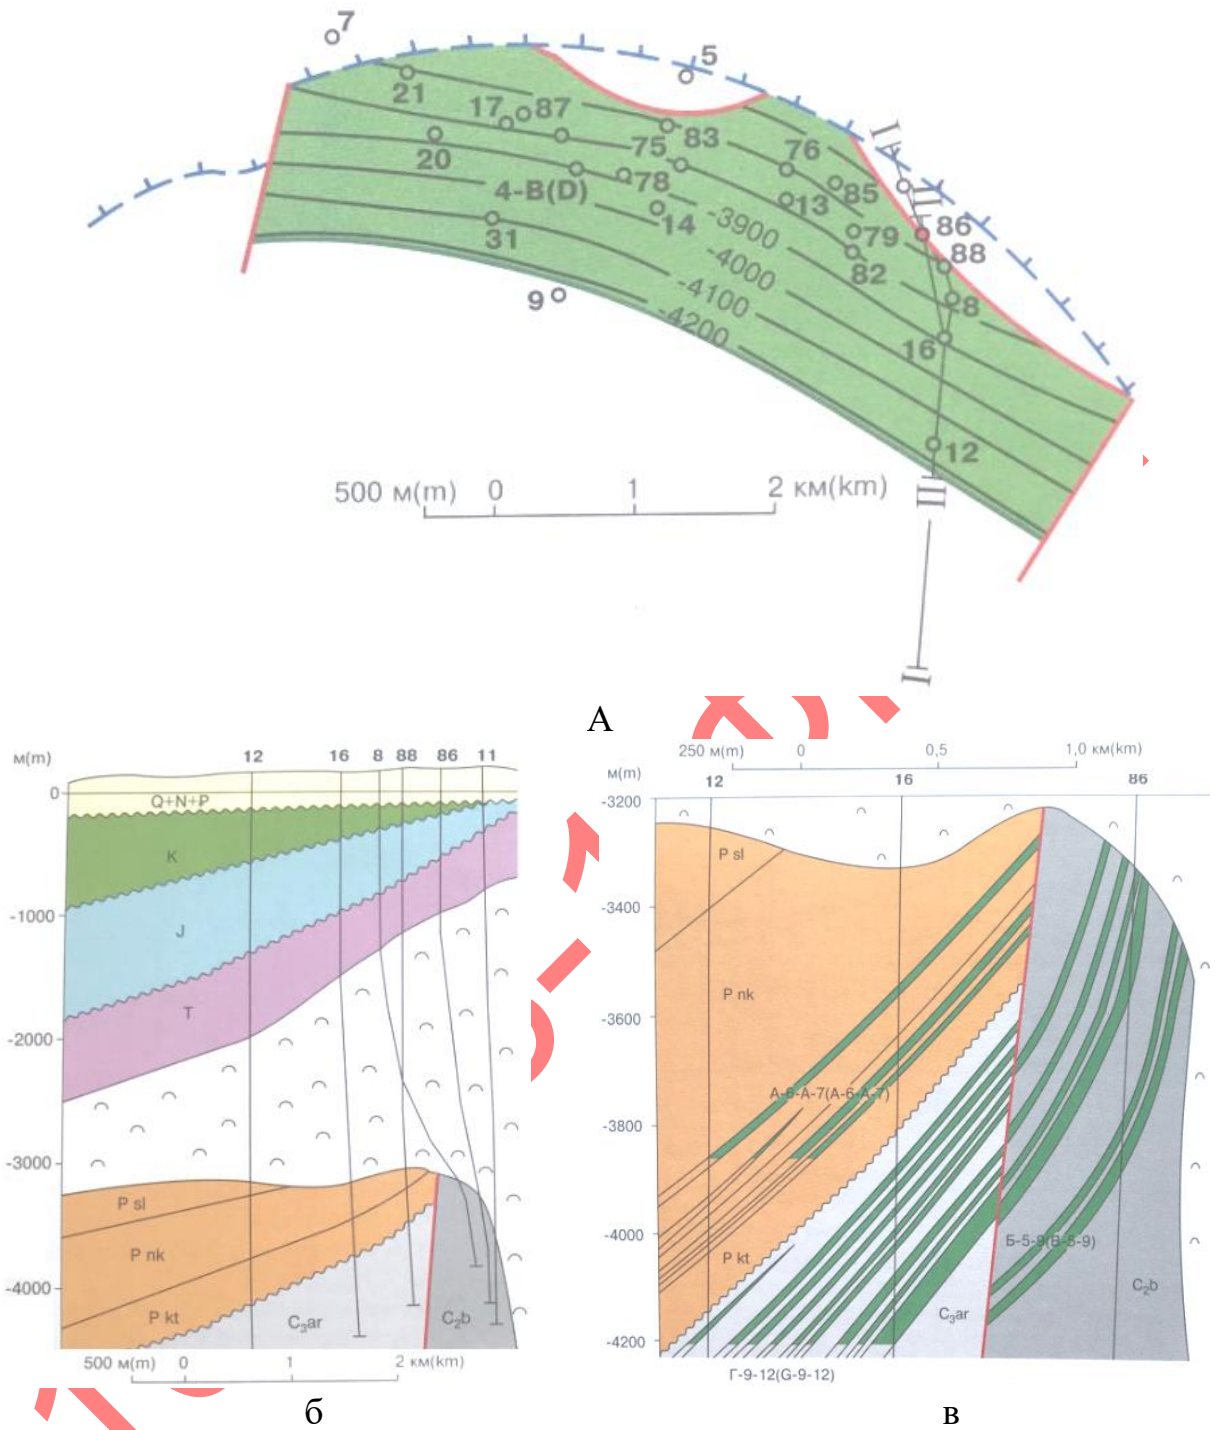 7
5
21
17 87
83
75
76
20
78
85
4-В(D)
13
14
31
79
86
82
88
8
9
16
12
-3900
-4000
-4100
-4200
I
II
II
I
500 м(m) 0 1 2 км(km)
А
м(m) 12 16 8 88 86 11
0
Q+N+P
K
-1000
J
T
-2000
-3000
P sl
P nk
-4000
P kt
C₃ar
C₂b
500 м(m) 0 1 2 км(km)
б
250 м(m) 0 0,5 1,0 км(km)
м(m) 12 16 86
-3200
P sl
-3400
P nk
-3600
А-6-А-7(A-6-A-7)
-3800
-4000
P kt
Б-5-9(B-5-9)
C₂b
C₃ar
-4200
Г-9-12(G-9-12)
в